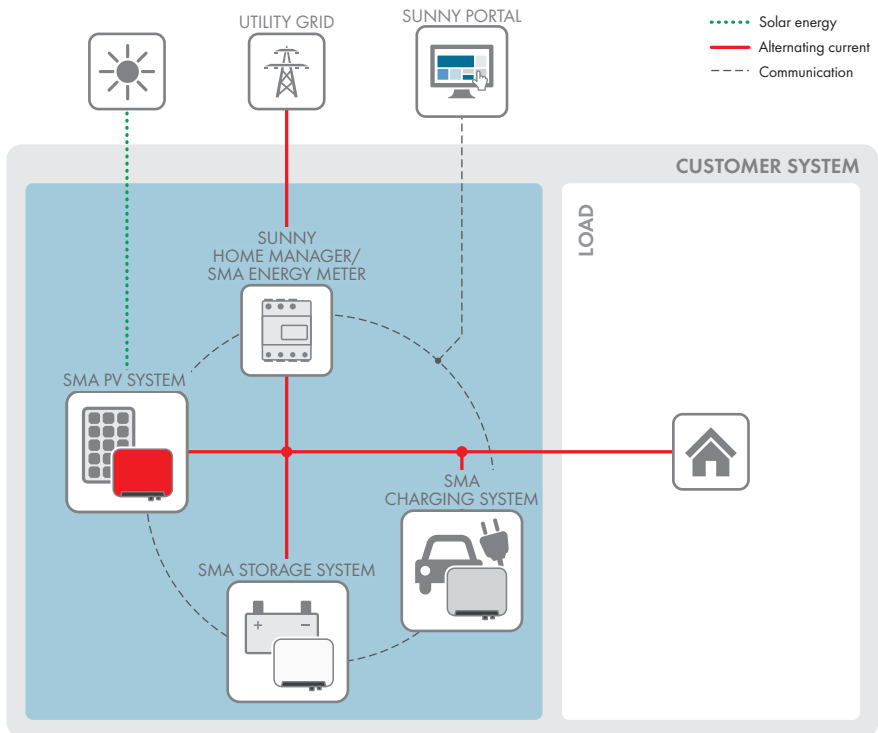 UTILITY GRID
SUNNY PORTAL
Solar energy
Alternating current
Communication
CUSTOMER SYSTEM
LOAD
SUNNY
HOME MANAGER/
SMA ENERGY METER
SMA PV SYSTEM
SMA
CHARGING SYSTEM
SMA STORAGE SYSTEM
+ −